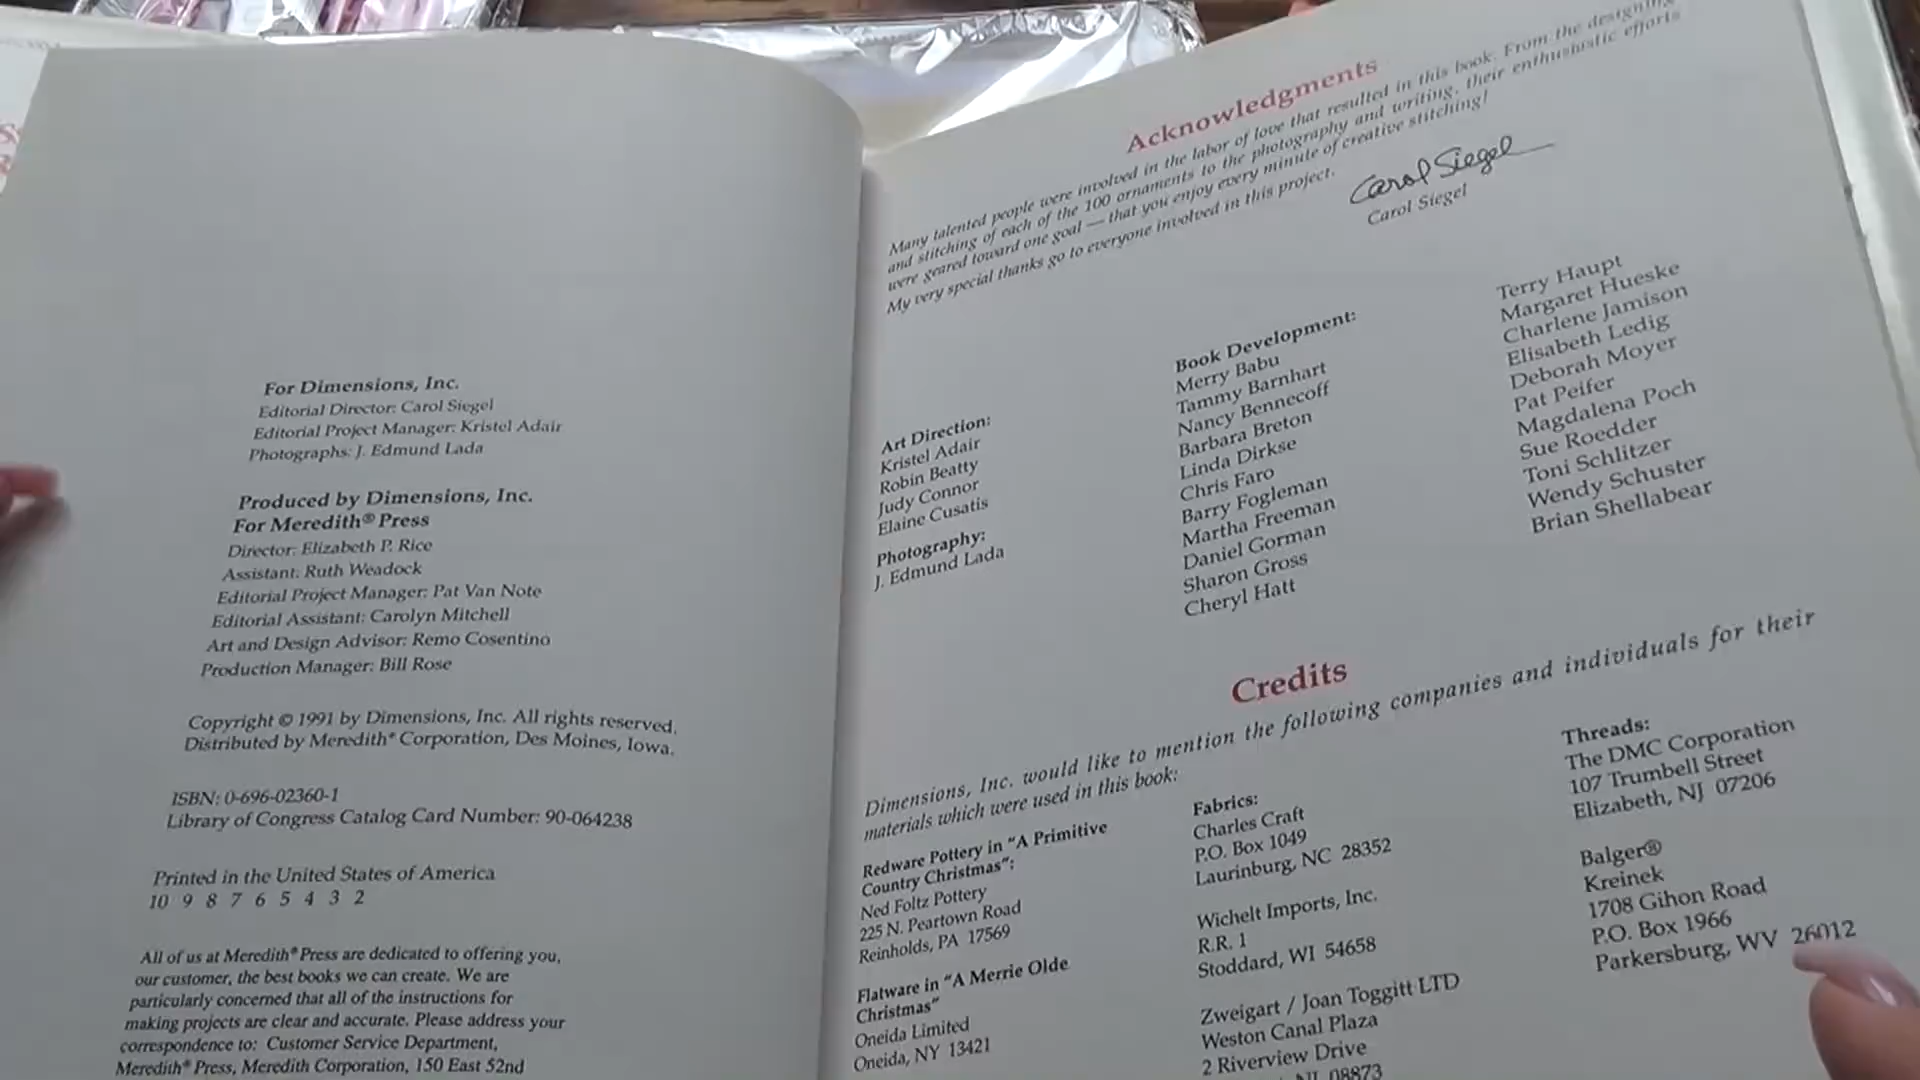 For Dimensions, Inc.
Editorial Director: Carol Siegel
Editorial Project Manager: Kristel Adair
Photographs: J. Edmund Lada
Produced by Dimensions, Inc.
For Meredith® Press
Director: Elizabeth P. Rice
Assistant: Ruth Weadock
Editorial Project Manager: Pat Van Note
Editorial Assistant: Carolyn Mitchell
Art and Design Advisor: Remo Cosentino
Production Manager: Bill Rose
Copyright © 1991 by Dimensions, Inc. All rights reserved.
Distributed by Meredith® Corporation, Des Moines, Iowa.
ISBN: 0-696-02360-1
Library of Congress Catalog Card Number: 90-064238
Printed in the United States of America
10 9 8 7 6 5 4 3 2
All of us at Meredith® Press are dedicated to offering you,
our customer, the best books we can create. We are
particularly concerned that all of the instructions for
making projects are clear and accurate. Please address your
correspondence to: Customer Service Department,
Meredith® Press, Meredith Corporation, 150 East 52nd
Acknowledgments
Many talented people were involved in the labor of love that resulted in this book. From the designing
and stitching of each of the 100 ornaments to the photography and writing, their enthusiastic efforts
were geared toward one goal — that you enjoy every minute of creative stitching!
My very special thanks go to everyone involved in this project.
Carol Siegel
Carol Siegel
Art Direction:
Kristel Adair
Robin Beatty
Judy Connor
Elaine Cusatis
Photography:
J. Edmund Lada
Book Development:
Merry Babu
Tammy Barnhart
Nancy Bennecoff
Barbara Breton
Linda Dirkse
Chris Faro
Barry Fogleman
Martha Freeman
Daniel Gorman
Sharon Gross
Cheryl Hatt
Terry Haupt
Margaret Hueske
Charlene Jamison
Elisabeth Ledig
Deborah Moyer
Pat Peifer
Magdalena Poch
Sue Roedder
Toni Schlitzer
Wendy Schuster
Brian Shellabear
Credits
Dimensions, Inc. would like to mention the following companies and individuals for their
materials which were used in this book:
Redware Pottery in "A Primitive
Country Christmas":
Ned Foltz Pottery
225 N. Peartown Road
Reinholds, PA 17569
Flatware in "A Merrie Olde
Christmas"
Oneida Limited
Oneida, NY 13421
Fabrics:
Charles Craft
P.O. Box 1049
Laurinburg, NC 28352
Wichelt Imports, Inc.
R.R. 1
Stoddard, WI 54658
Zweigart / Joan Toggitt LTD
Weston Canal Plaza
2 Riverview Drive
NJ 08873
Threads:
The DMC Corporation
107 Trumbell Street
Elizabeth, NJ 07206
Balger®
Kreinek
1708 Gihon Road
P.O. Box 1966
Parkersburg, WV 26012